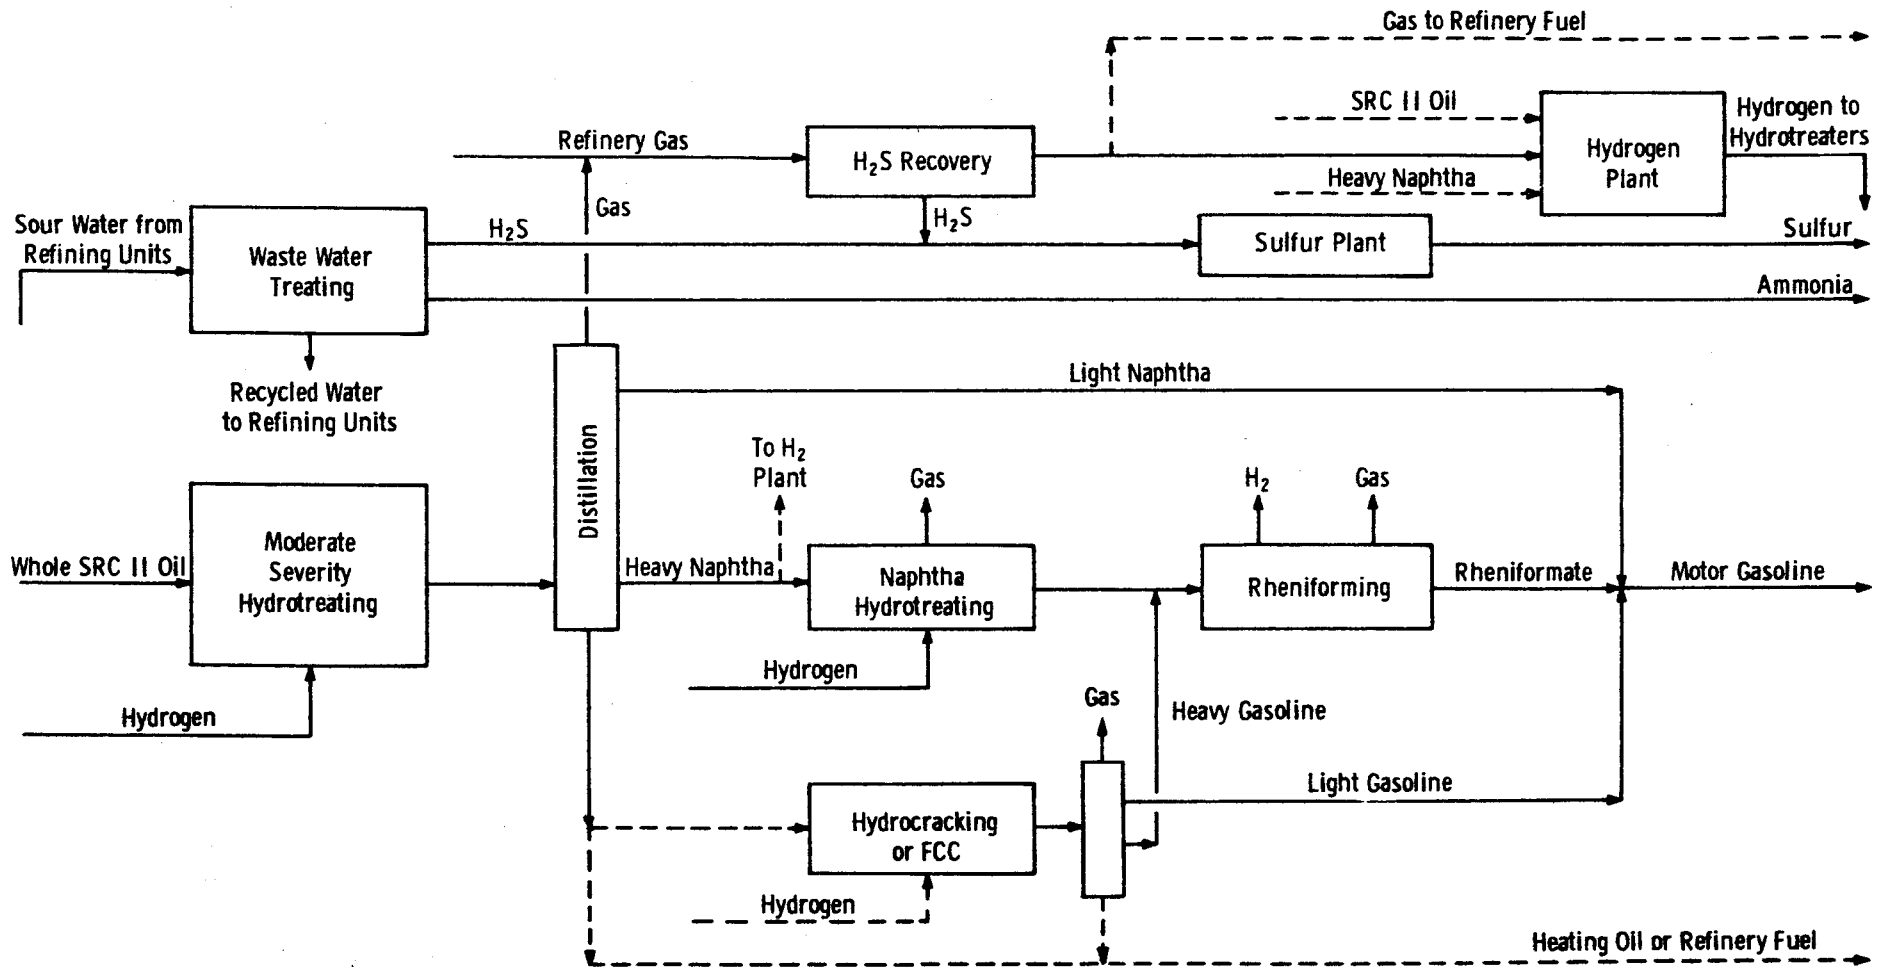 Gas to Refinery Fuel
SRC II Oil
Hydrogen to
Hydrotreaters
Refinery Gas
H₂S Recovery
Hydrogen
Plant
Heavy Naphtha
Gas
H₂S
Sour Water from
Refining Units
H₂S
Sulfur Plant
Sulfur
Waste Water
Treating
Ammonia
Recycled Water
to Refining Units
Light Naphtha
Distillation
To H₂
Plant
Gas
H₂
Gas
Whole SRC II Oil
Moderate
Severity
Hydrotreating
Heavy Naphtha
Naphtha
Hydrotreating
Rheniforming
Rheniformate
Motor Gasoline
Hydrogen
Hydrogen
Gas
Heavy Gasoline
Light Gasoline
Hydrocracking
or FCC
Hydrogen
Heating Oil or Refinery Fuel